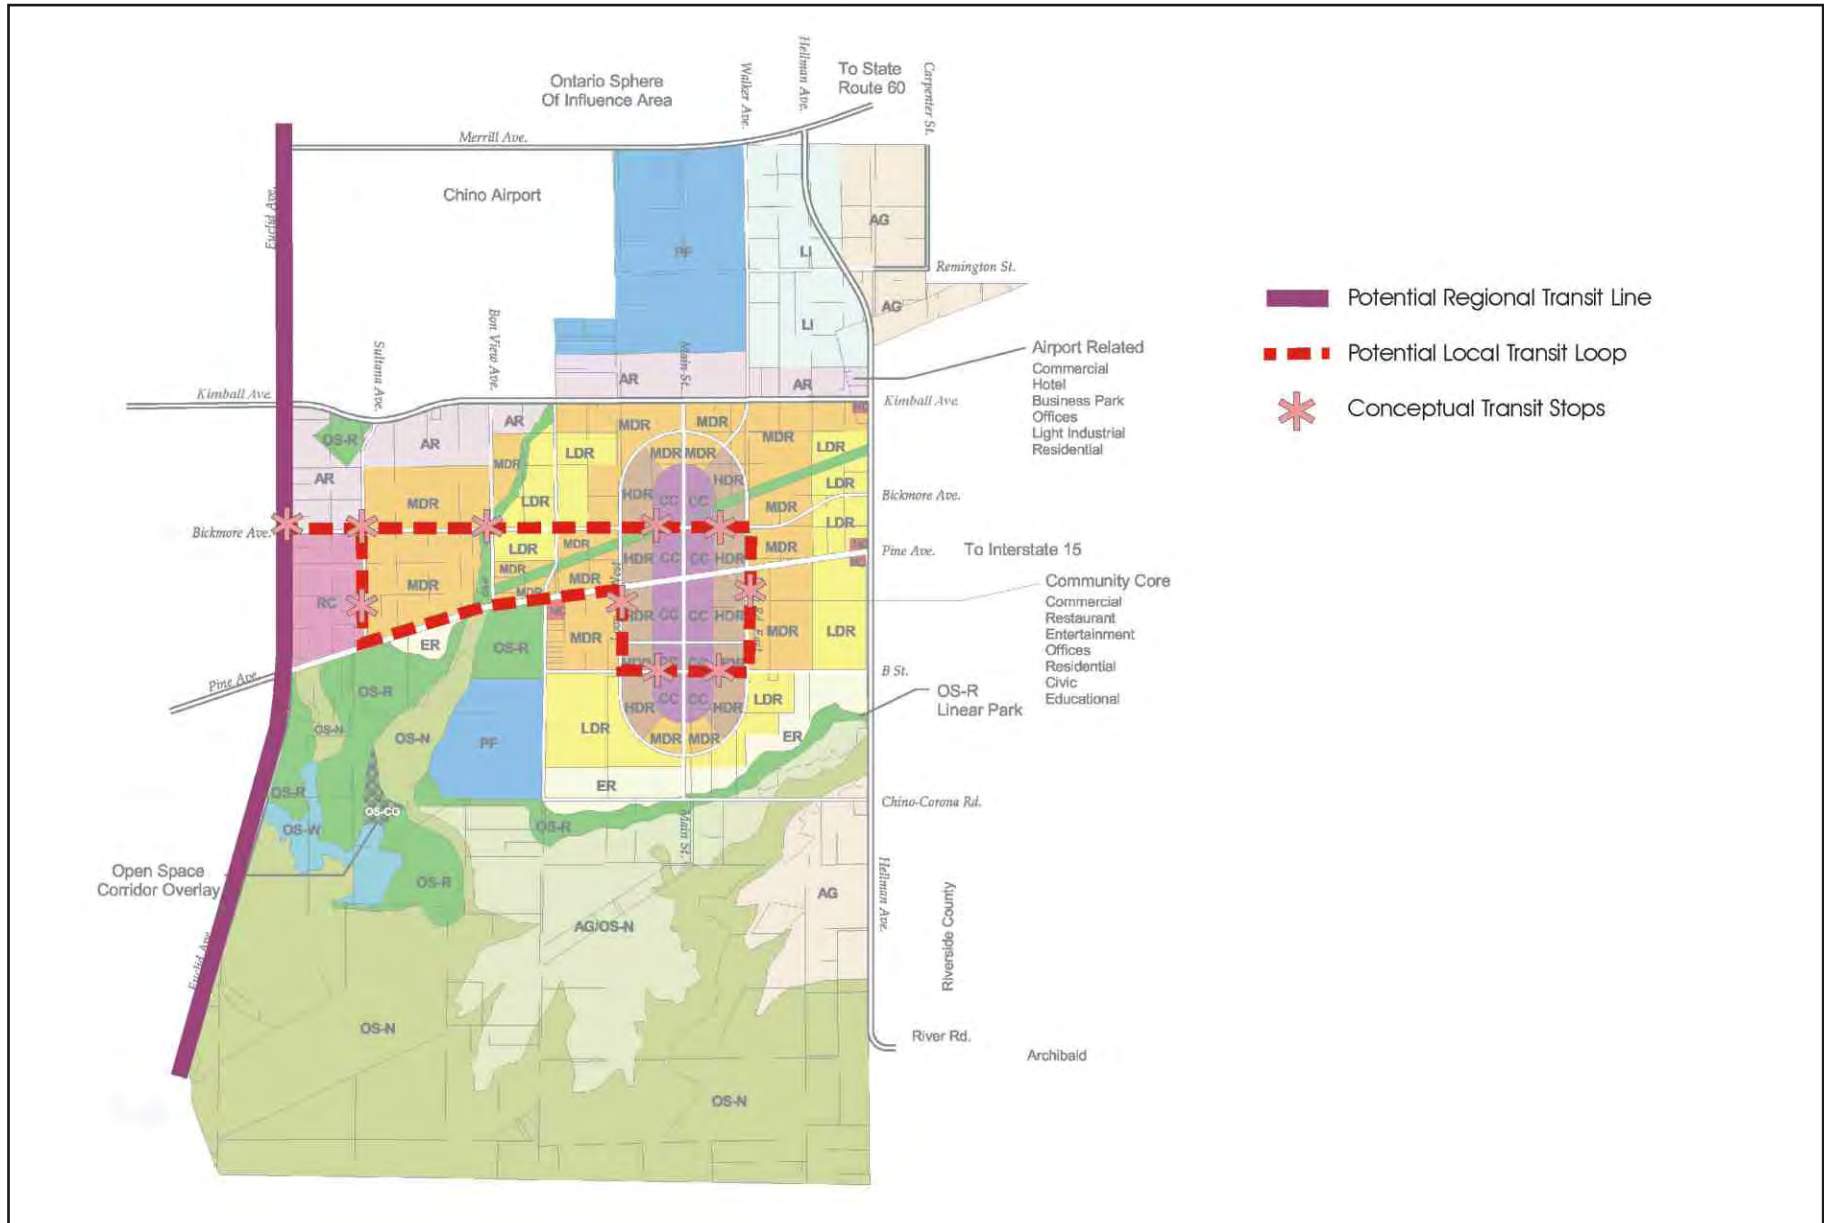 Ontario Sphere
Of Influence Area
To State
Route 60
Walker Ave.
Hellman Ave.
Carpenter St.
Merrill Ave.
Chino Airport
Euclid Ave.
PF
LI
AG
Remington St.
AG
LI
Potential Regional Transit Line
Potential Local Transit Loop
Conceptual Transit Stops
Sultana Ave.
Bon View Ave.
Main St.
Airport Related
Commercial
Hotel
Business Park
Offices
Light Industrial
Residential
AR
AR
Kimball Ave.
Kimball Ave.
OS-R
AR
AR
MDR
MDR
MDR
LDR
MDR
LDR
MDR
MDR
AR
MDR
LDR
HDR
CC
CC
HDR
MDR
LDR
LDR
Bickmore Ave.
Bickmore Ave.
LDR
MDR
HDR
CC
CC
HDR
MDR
Pine Ave.
To Interstate 15
MDR
MDR
MDR
MDR
RC
NC
HDR
CC
CC
HDR
MDR
LDR
Community Core
Commercial
Restaurant
Entertainment
Offices
Residential
Civic
Educational
ER
OS-R
MDR
B St.
Pine Ave.
OS-R
HDR
CC
CC
HDR
LDR
OS-R
Linear Park
OS-N
OS-N
PF
LDR
MDR
MDR
ER
OS-R
ER
Chino-Corona Rd.
OS-CO
OS-W
OS-R
Main St.
Open Space
Corridor Overlay
OS-R
AG
Hellman Ave.
Riverside County
AG/OS-N
Euclid Ave.
OS-N
River Rd.
Archibald
OS-N